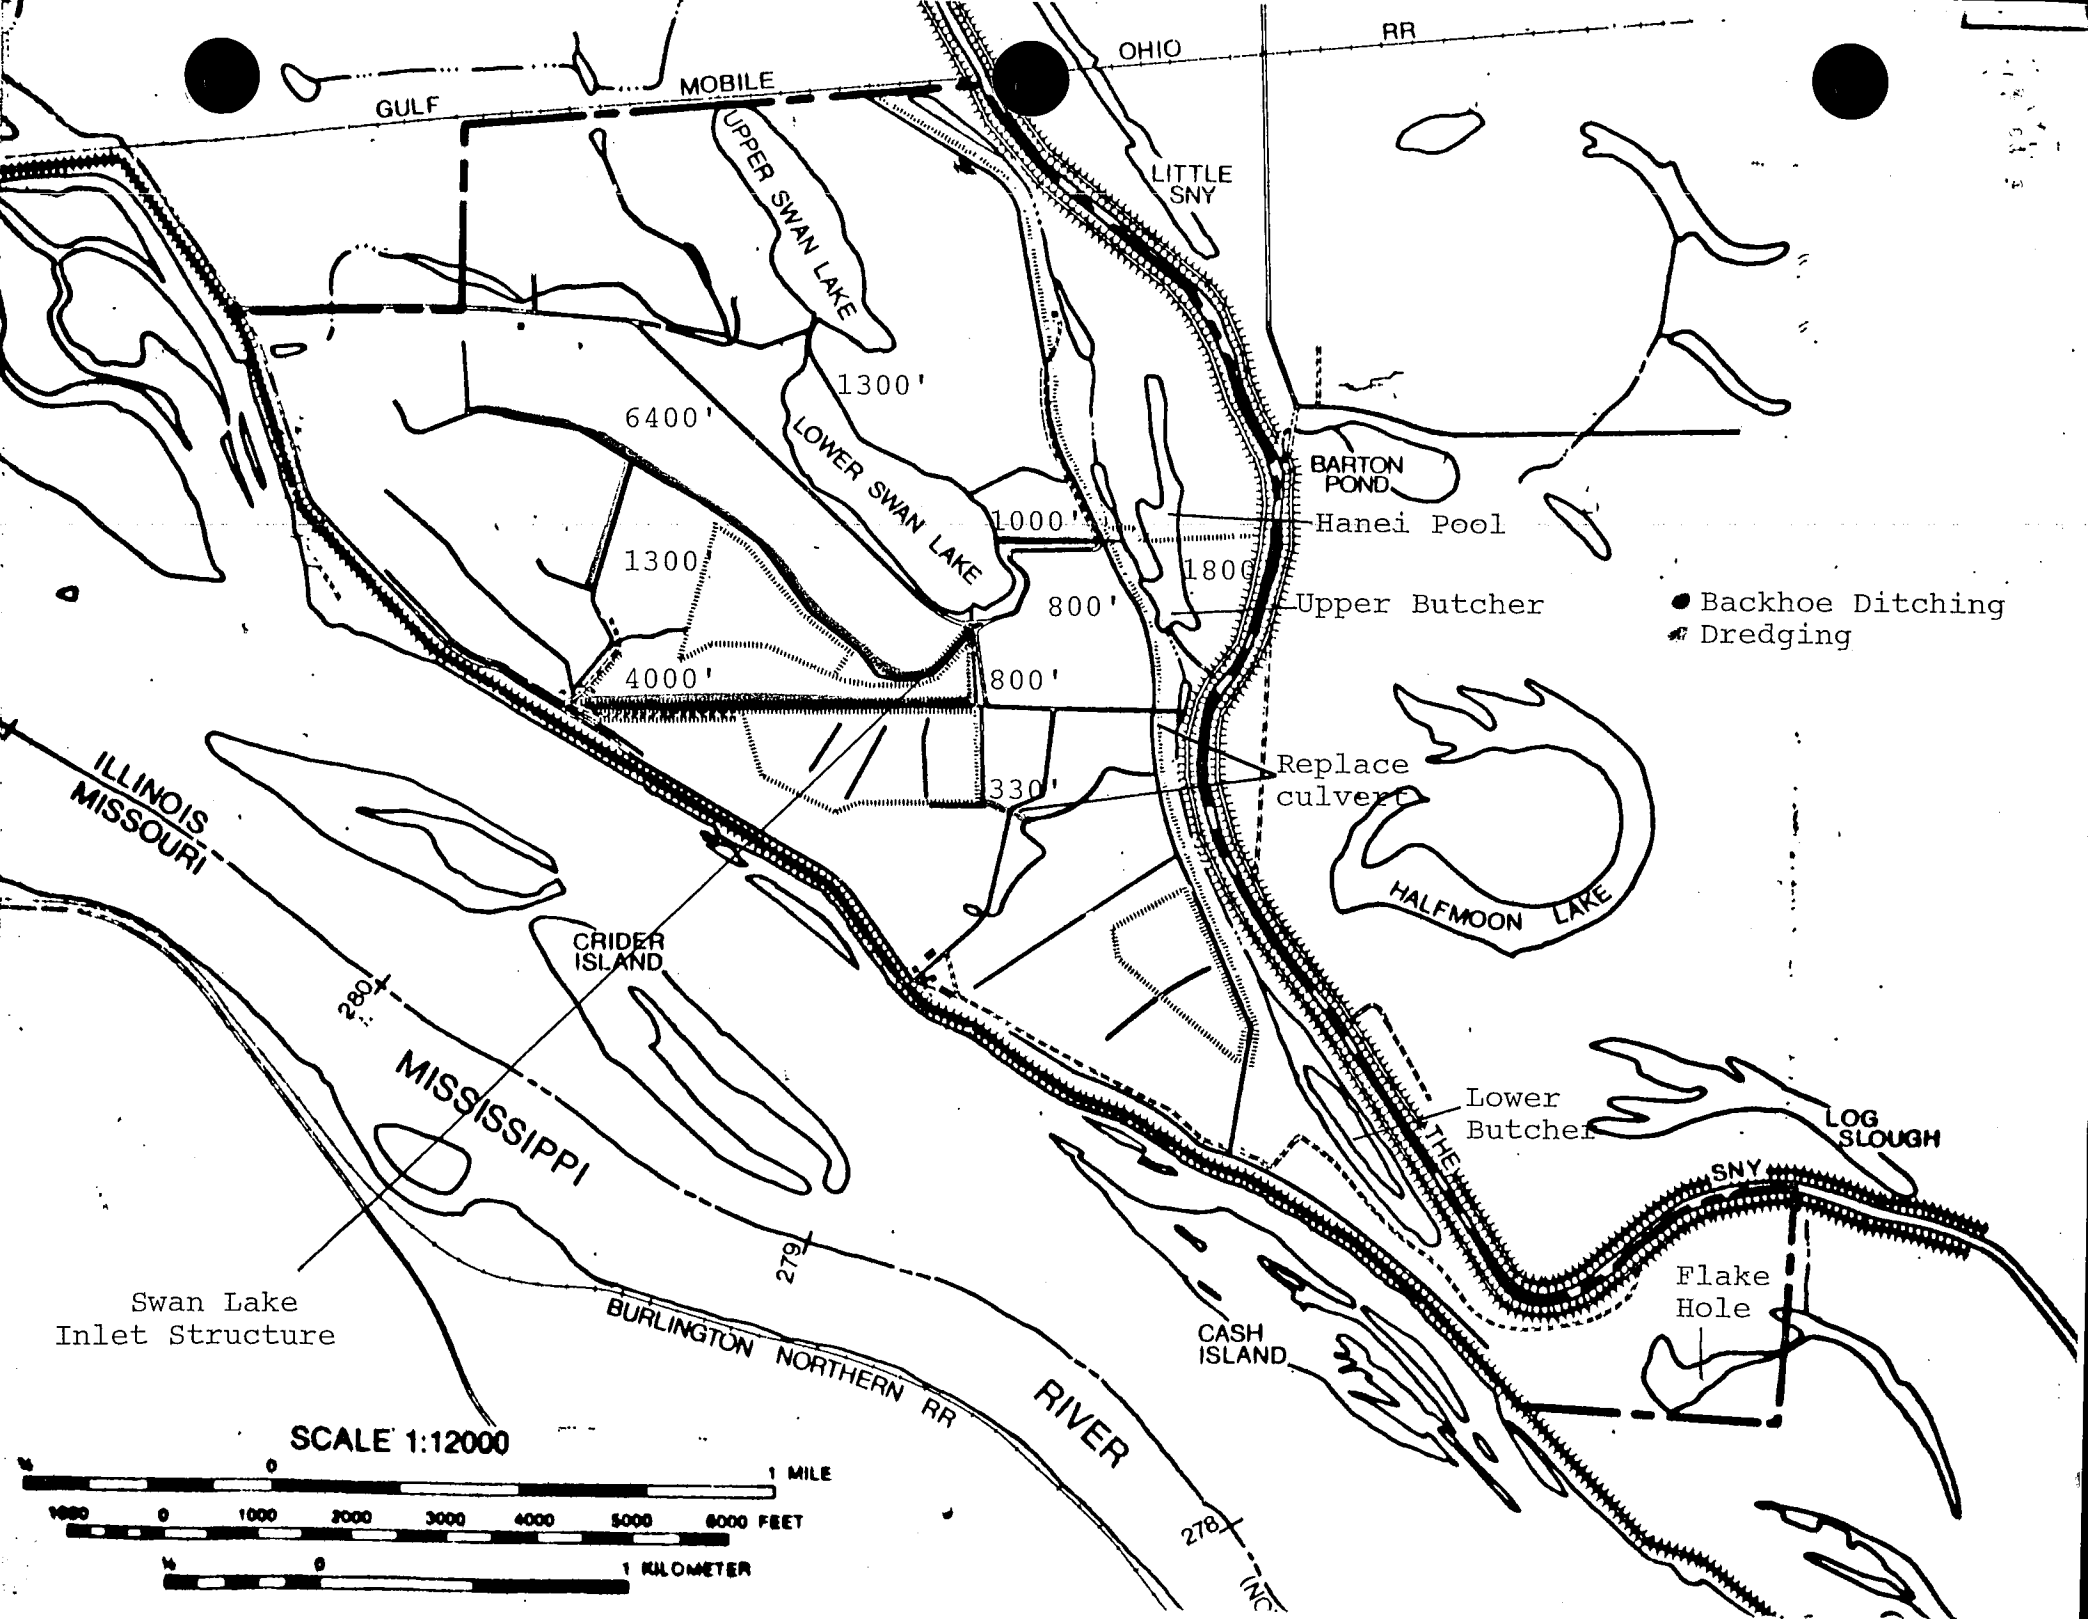 OHIO
RR
MOBILE
GULF
UPPER SWAN LAKE
LITTLE
SNY
1300'
6400'
LOWER SWAN LAKE
BARTON
POND
1000'
Hanei Pool
1300
1800
800'
Upper Butcher
Backhoe Ditching
Dredging
4000'
800'
ILLINOIS
MISSOURI
330'
Replace
culvert
HALFMOON LAKE
CRIDER
ISLAND
280
MISSISSIPPI
Lower
Butcher
THE
SNY
LOG
SLOUGH
279
Flake
Hole
Swan Lake
Inlet Structure
BURLINGTON NORTHERN RR
CASH
ISLAND
RIVER
SCALE 1:12000
½ 0 1 MILE
1000 0 1000 2000 3000 4000 5000 6000 FEET
½ 0 1 KILOMETER
278